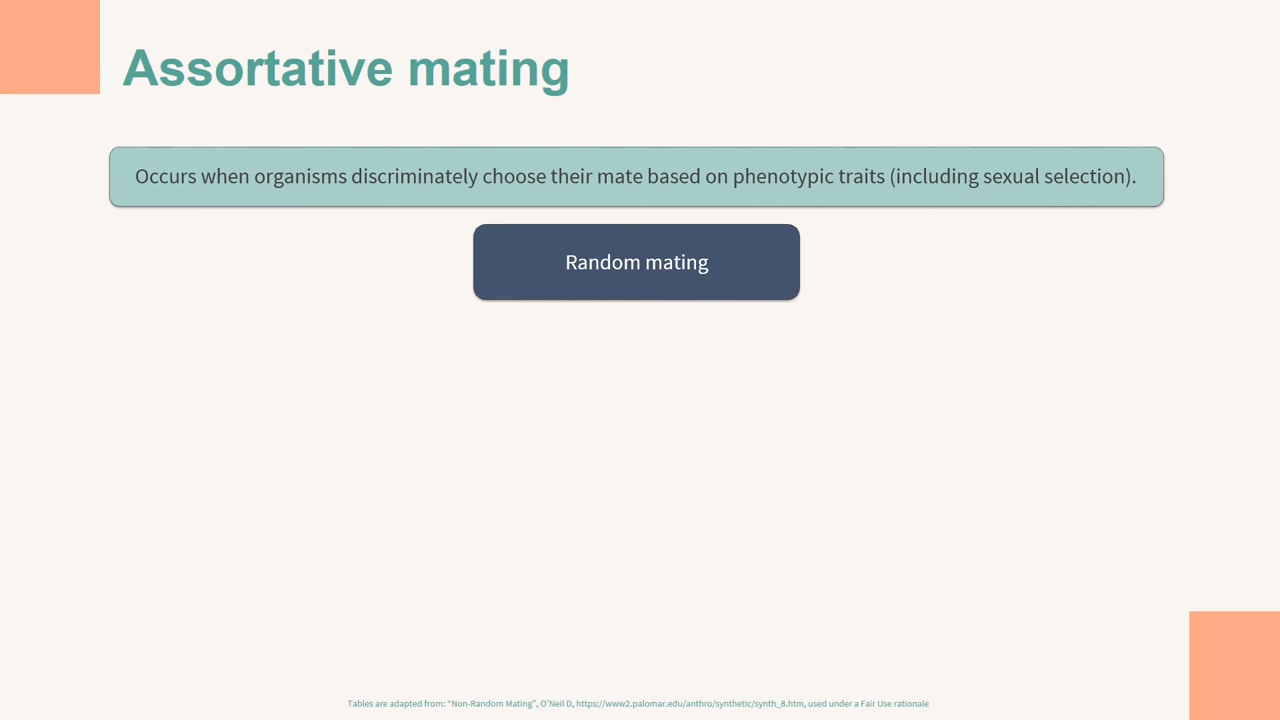 Assortative mating
Occurs when organisms discriminately choose their mate based on phenotypic traits (including sexual selection).
Random mating
Tables are adapted from: “Non-Random Mating”, O’Neil D, https://www2.palomar.edu/anthro/synthetic/synth_8.htm, used under a Fair Use rationale